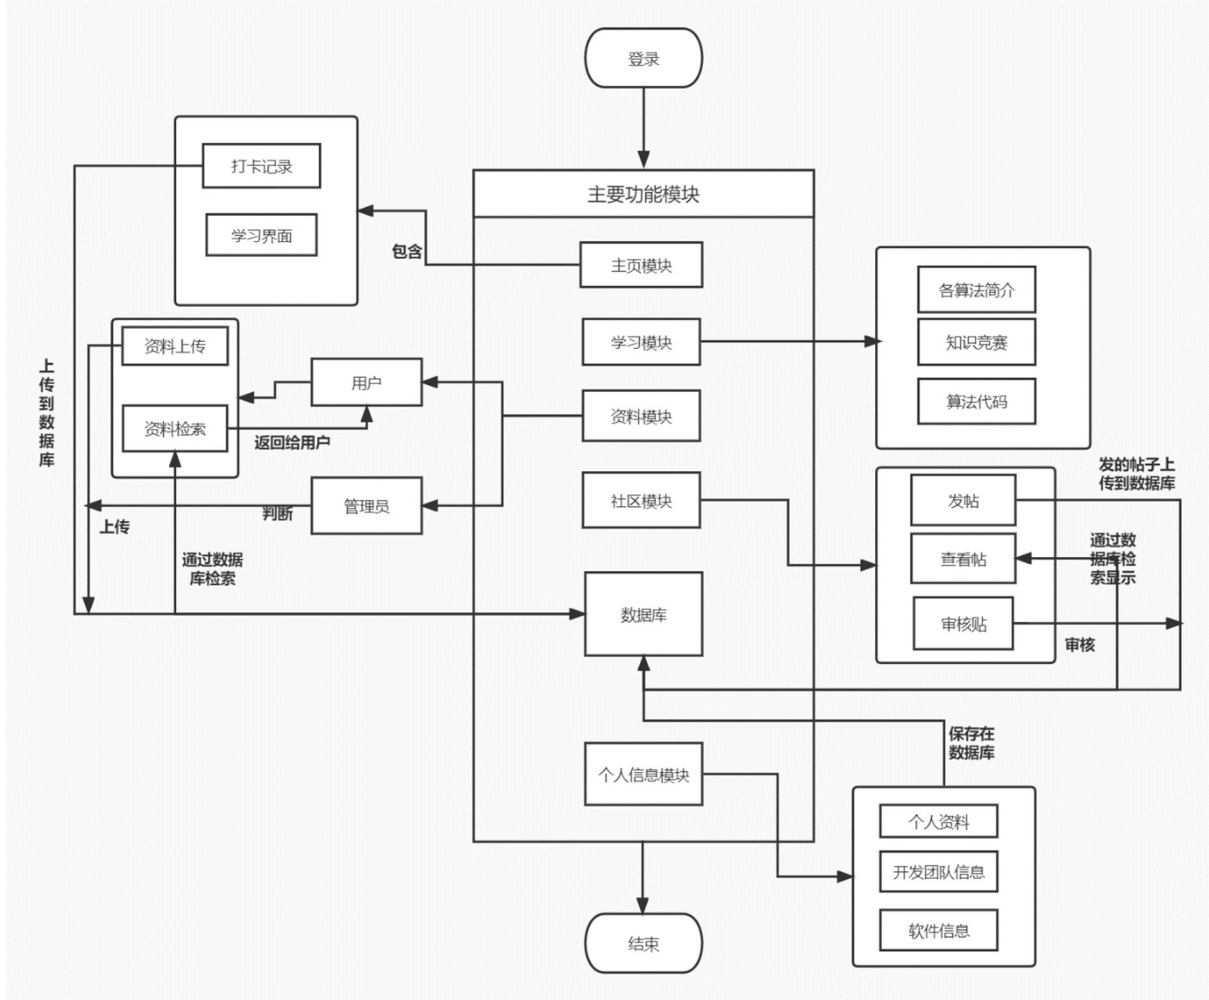 登录
主要功能模块
打卡记录
学习界面
包含
主页模块
学习模块
资料模块
社区模块
数据库
个人信息模块
结束
资料上传
资料检索
用户
返回给用户
管理员
判断
上传
通过数据
库检索
上
传
到
数
据
库
各算法简介
知识竞赛
算法代码
发帖
查看帖
审核贴
发的帖子上
传到数据库
通过数
据库检
索显示
审核
保存在
数据库
个人资料
开发团队信息
软件信息